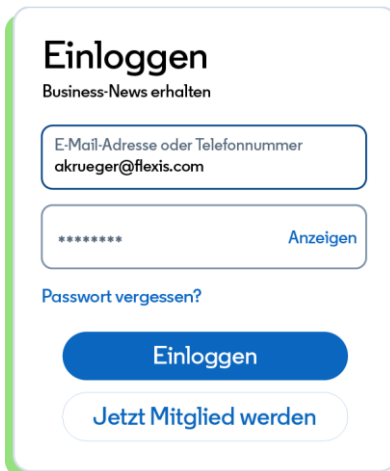 Einloggen
Business-News erhalten
E-Mail-Adresse oder Telefonnummer
akrueger@flexis.com
******** Anzeigen
Passwort vergessen?
Einloggen
Jetzt Mitglied werden